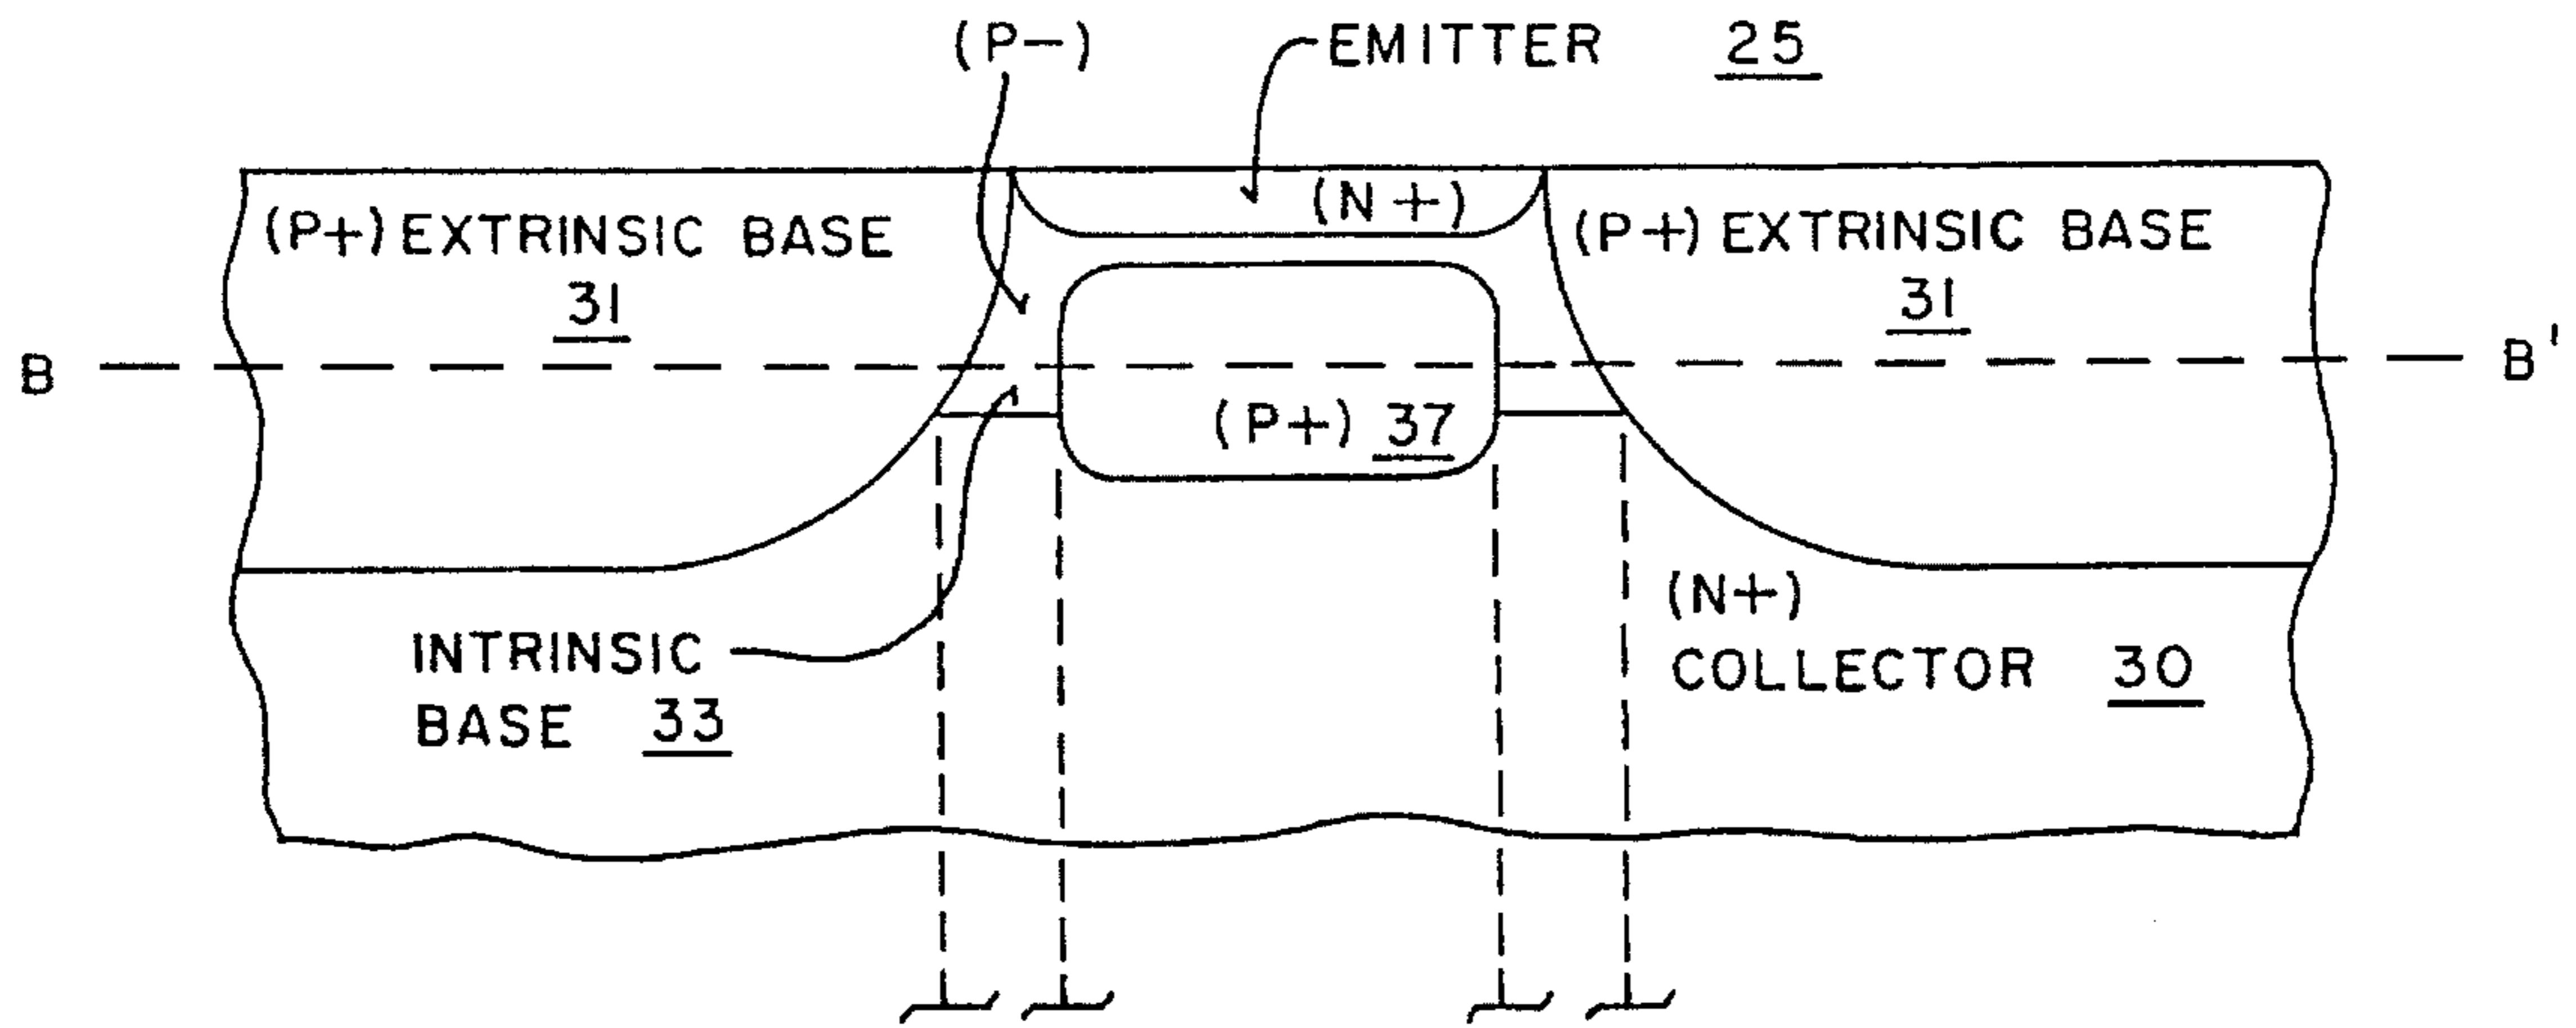 (P−)
EMITTER 25
(N+)
(P+) EXTRINSIC BASE
31
(P+) EXTRINSIC BASE
31
B
B'
(P+) 37
INTRINSIC
BASE 33
(N+)
COLLECTOR 30